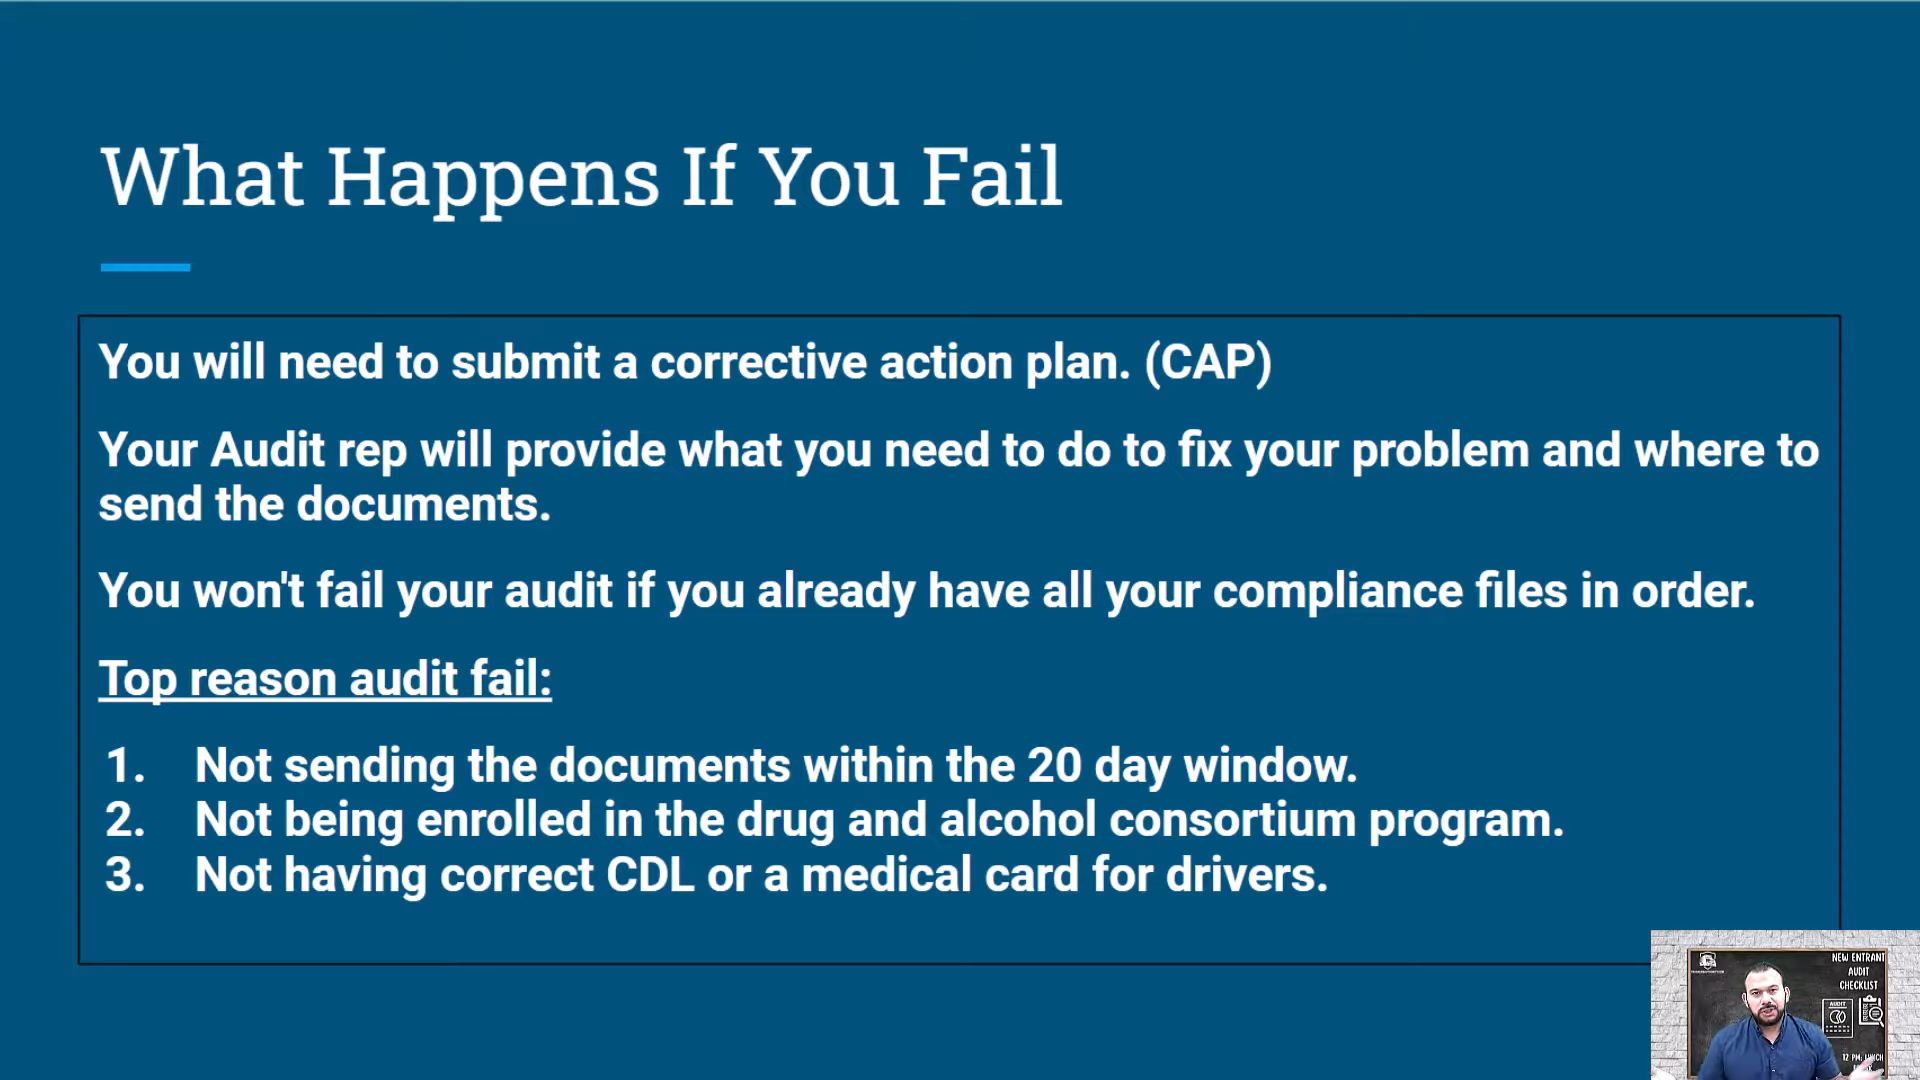 What Happens If You Fail
You will need to submit a corrective action plan. (CAP)
Your Audit rep will provide what you need to do to fix your problem and where to
send the documents.
You won't fail your audit if you already have all your compliance files in order.
Top reason audit fail:
1. Not sending the documents within the 20 day window.
2. Not being enrolled in the drug and alcohol consortium program.
3. Not having correct CDL or a medical card for drivers.
NEW ENTRANT
AUDIT
CHECKLIST
AUDIT
12 PM: LUNCH